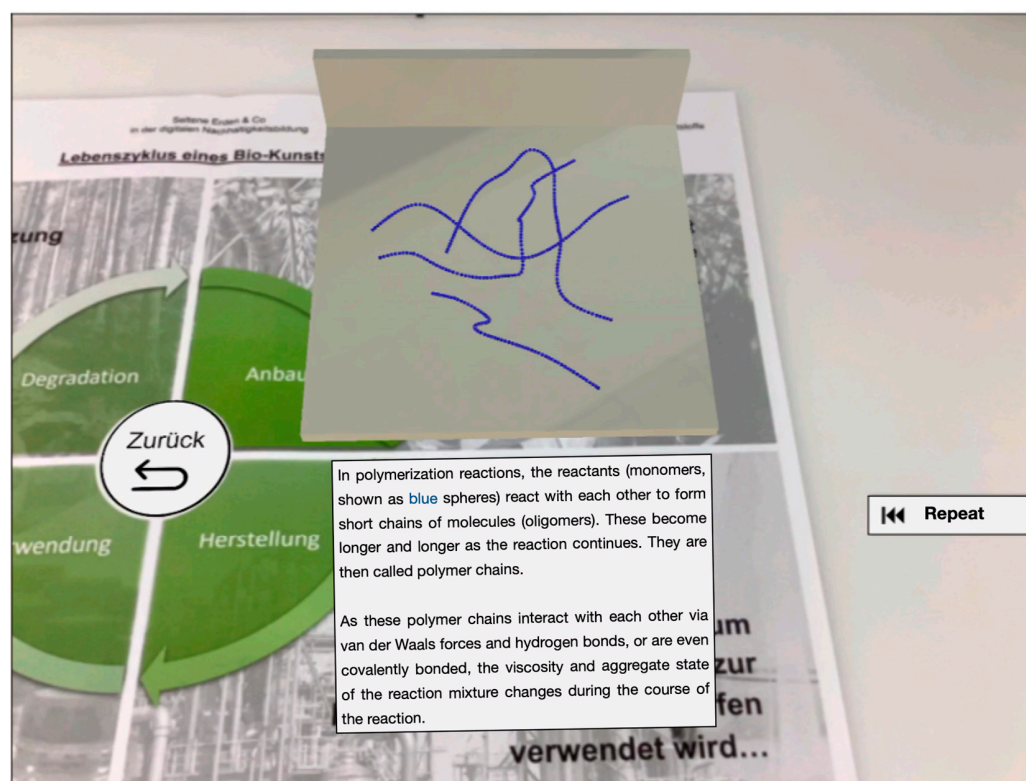 Seltene Erden & Co
in der digitalen Nachhaltigkeitsbildung
Lebenszyklus eines Bio-Kunsts
zung
Degradation
Anbau
Zurück
wendung
Herstellung
In polymerization reactions, the reactants (monomers,
shown as blue spheres) react with each other to form
short chains of molecules (oligomers). These become
longer and longer as the reaction continues. They are
then called polymer chains.
As these polymer chains interact with each other via
van der Waals forces and hydrogen bonds, or are even
covalently bonded, the viscosity and aggregate state
of the reaction mixture changes during the course of
the reaction.
Repeat
um
zur
fen
verwendet wird...